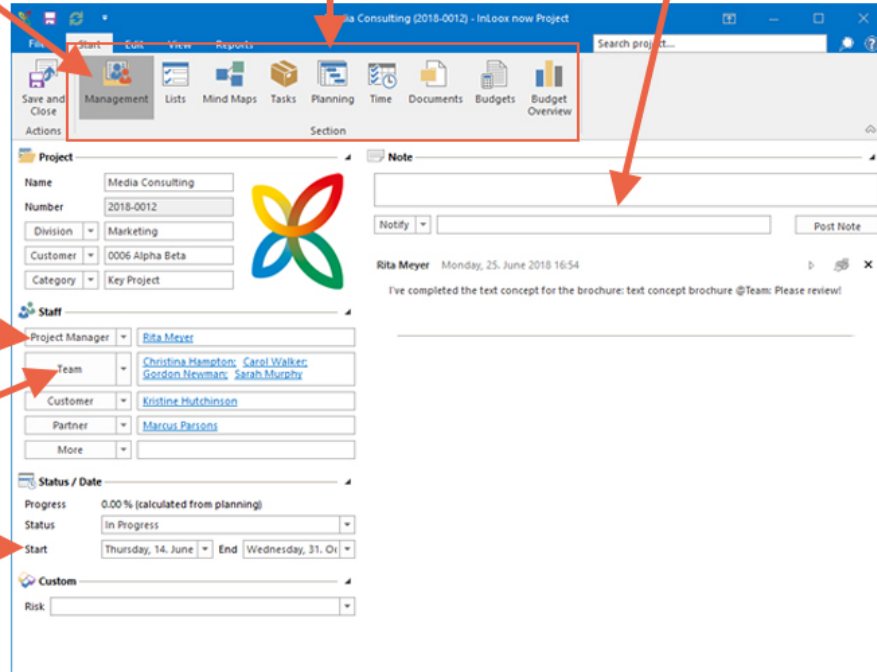 Media Consulting (2018-0012) - InLoox now Project
File Start Edit View Reports Search project...
Save and Close Management Lists Mind Maps Tasks Planning Time Documents Budgets Budget Overview
Actions Section
Project
Name Media Consulting
Number 2018-0012
Division Marketing
Customer 0006 Alpha Beta
Category Key Project
Staff
Project Manager Rita Meyer
Team Christina Hampton; Carol Walker;
Gordon Newman; Sarah Murphy
Customer Kristine Hutchinson
Partner Marcus Parsons
More
Status / Date
Progress 0.00 % (calculated from planning)
Status In Progress
Start Thursday, 14. June End Wednesday, 31. Oc
Custom
Risk
Note
Notify Post Note
Rita Meyer Monday, 25. June 2018 16:54
I've completed the text concept for the brochure: text concept brochure @Team: Please review!